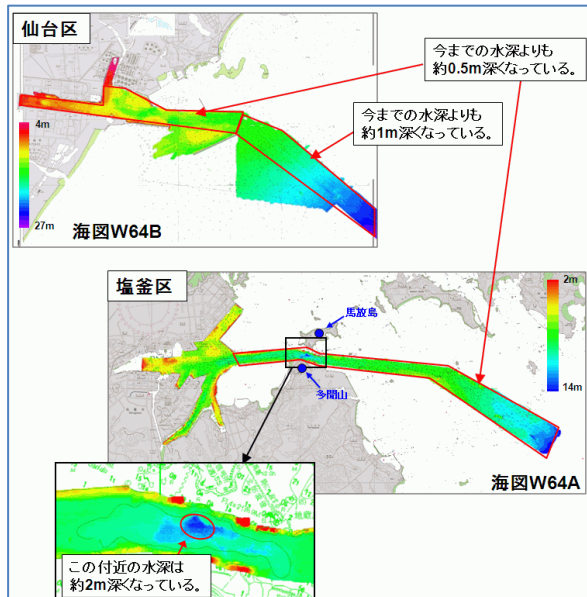 仙台区
今までの水深よりも
約0.5m深くなっている。
今までの水深よりも
約1m深くなっている。
4m
27m
海図W64B
塩釜区
馬放島
2m
14m
多聞山
海図W64A
この付近の水深は
約2m深くなっている。